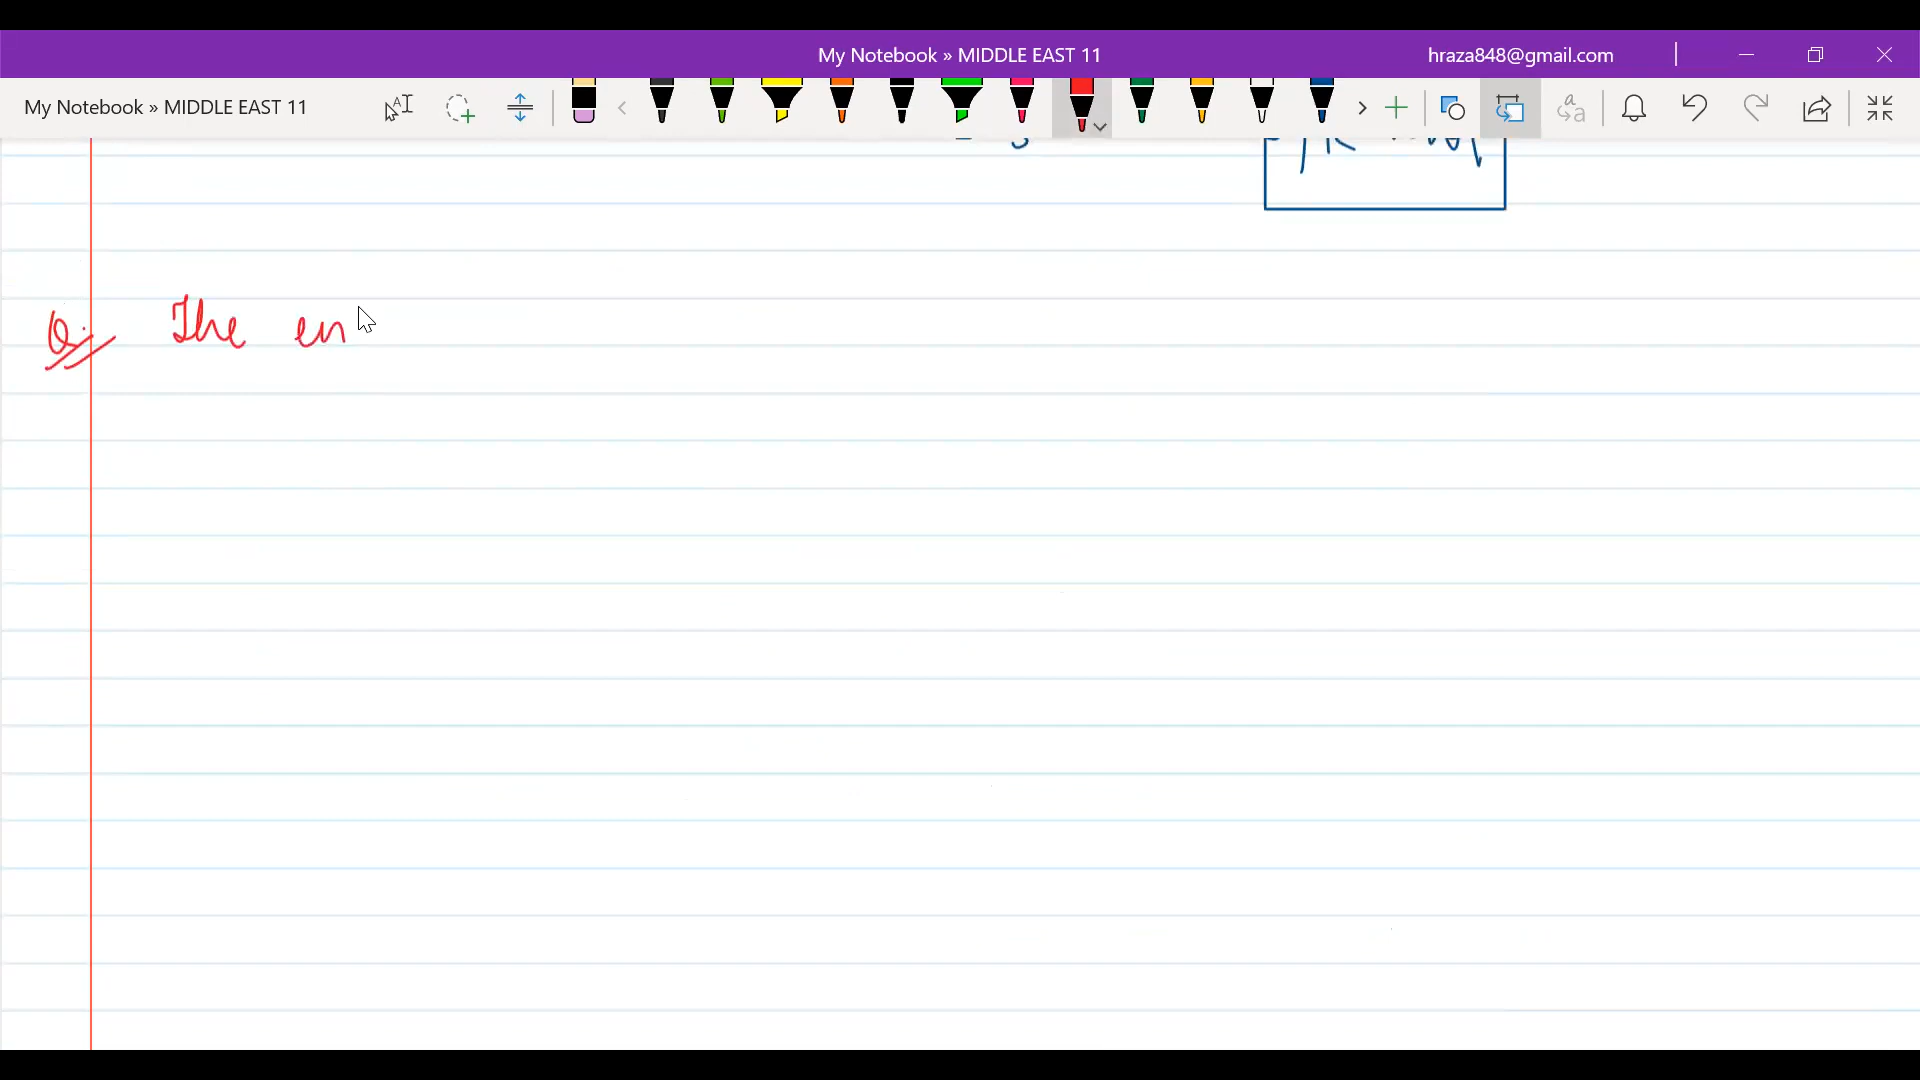 My Notebook » MIDDLE EAST 11 hraza848@gmail.com
My Notebook » MIDDLE EAST 11
Q. The en